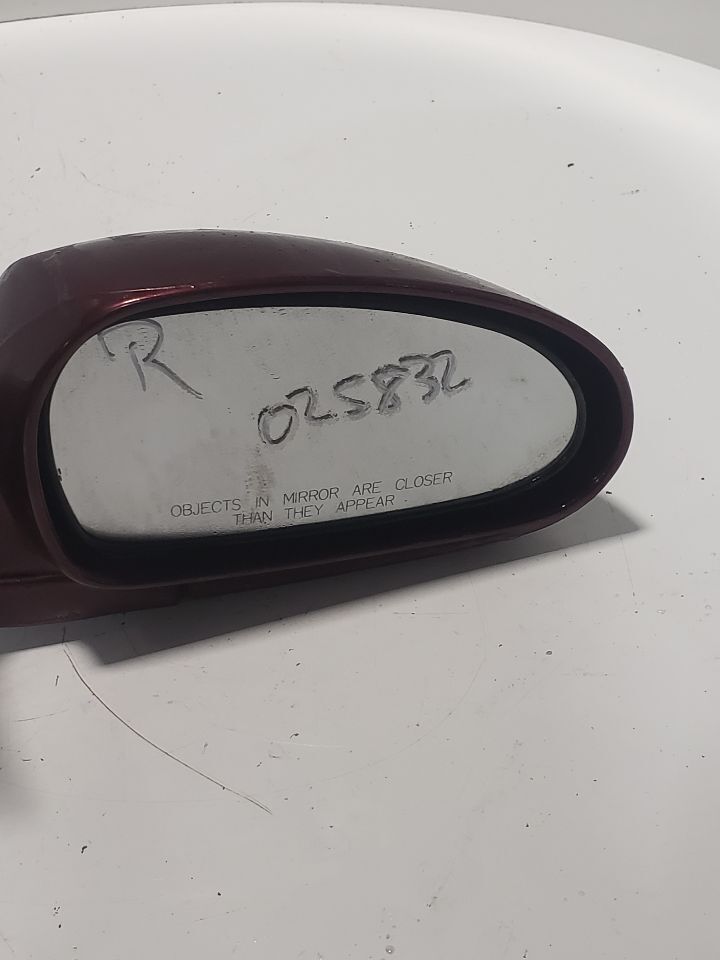 R
025832
OBJECTS IN MIRROR ARE CLOSER
THAN THEY APPEAR